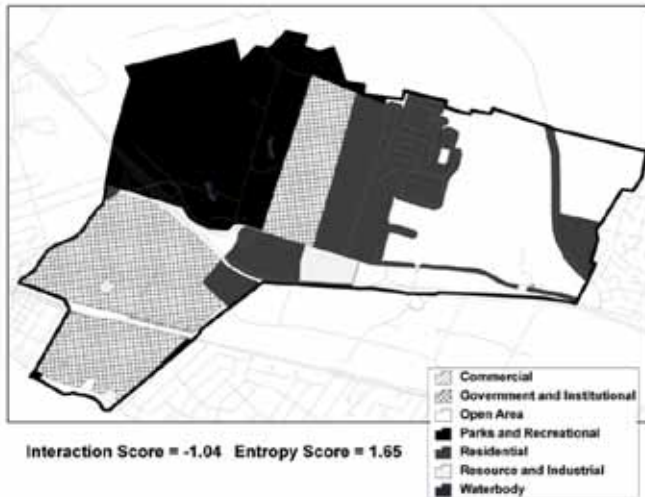 Commercial
Government and Institutional
Open Area
Parks and Recreational
Residential
Resource and Industrial
Waterbody
Interaction Score = -1.04 Entropy Score = 1.65